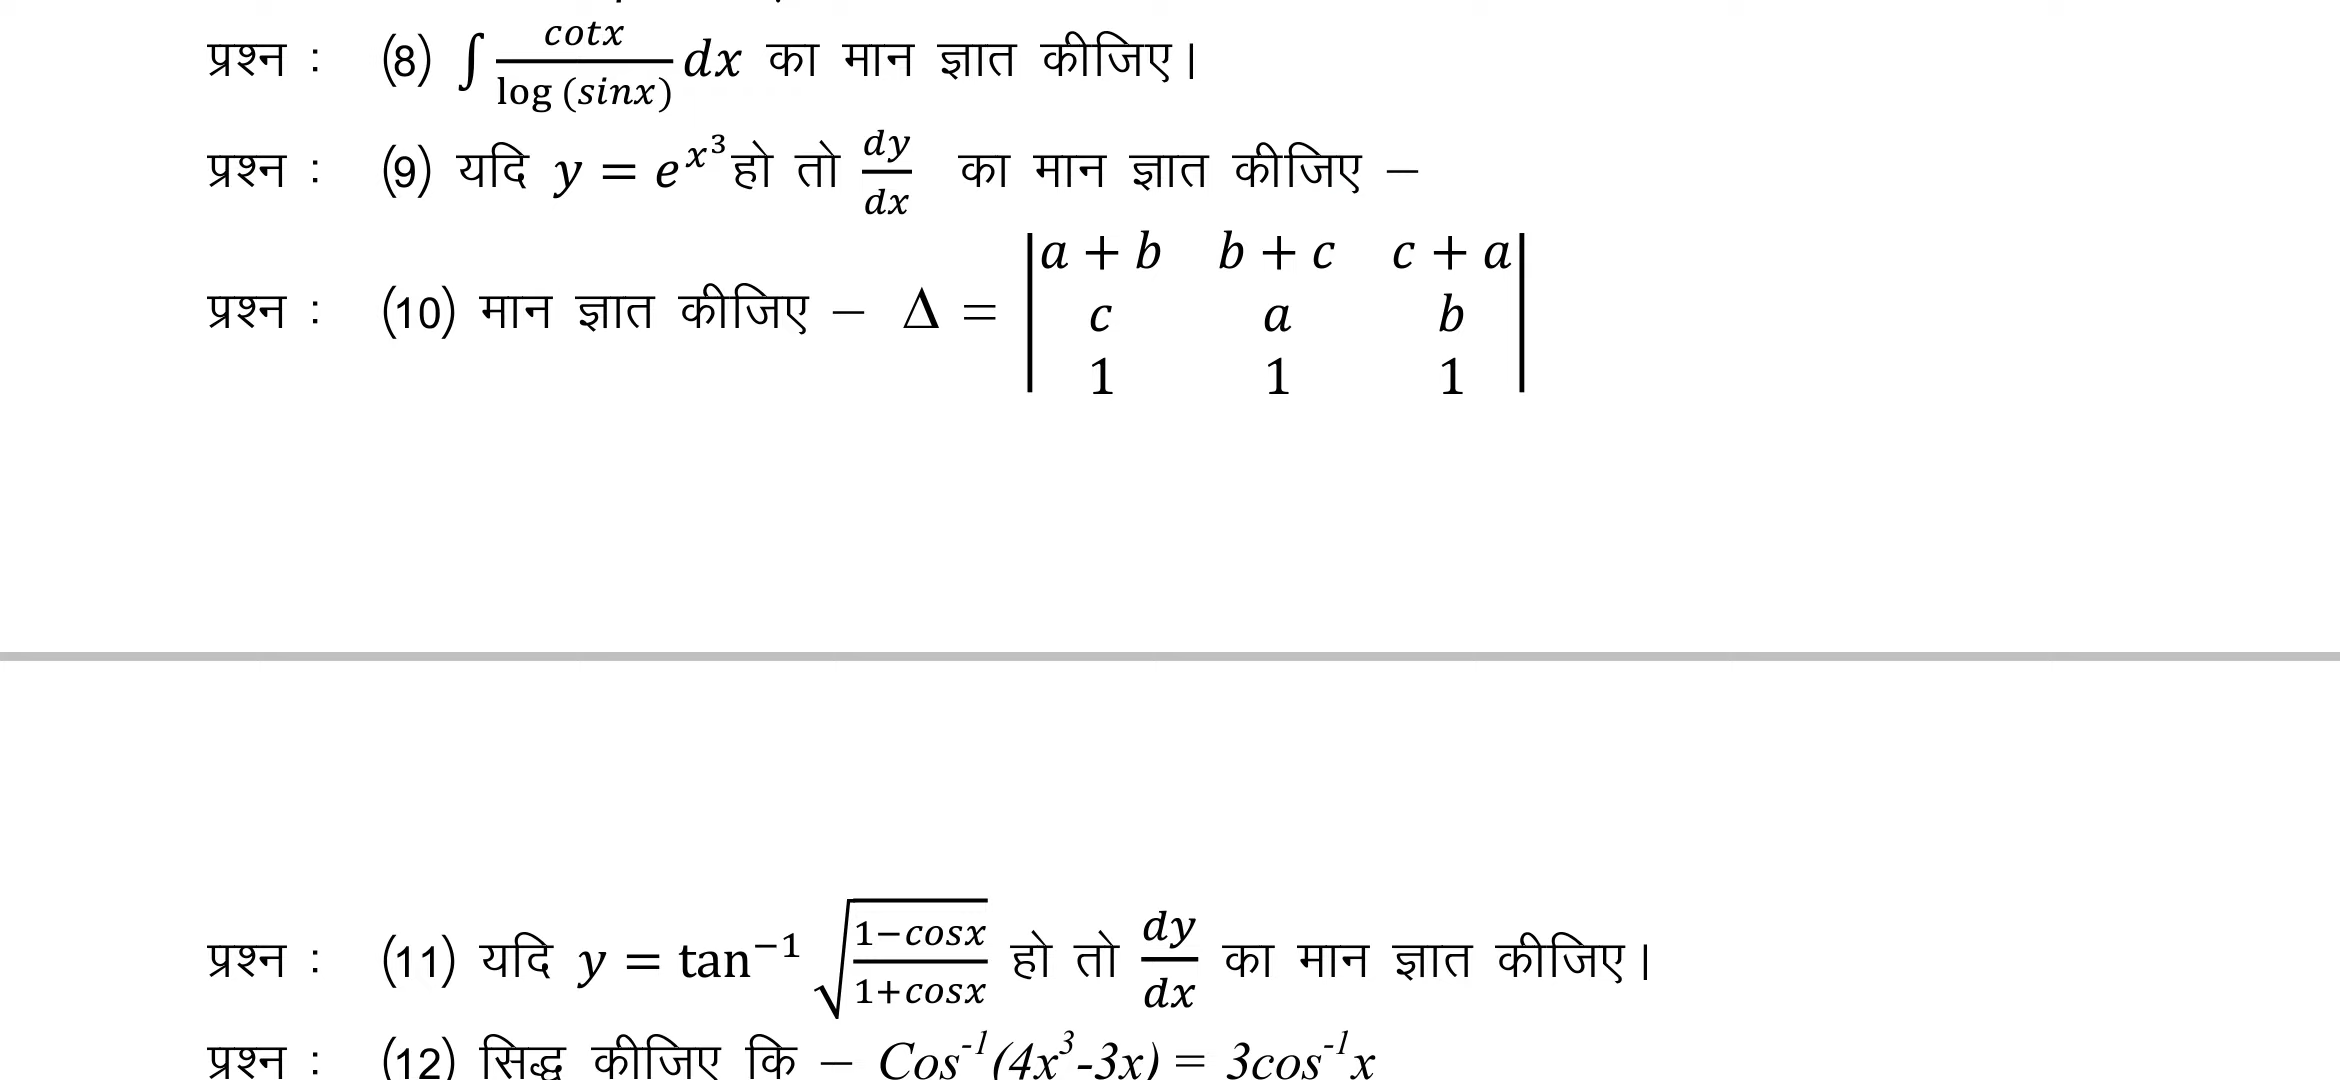 प्रश्न : (8) ∫ cotx/log (sinx) dx का मान ज्ञात कीजिए।
प्रश्न : (9) यदि y = e^x^3 हो तो dy/dx का मान ज्ञात कीजिए –
प्रश्न : (10) मान ज्ञात कीजिए – Δ = |a + b b + c c + a|
c a b
1 1 1
प्रश्न : (11) यदि y = tan⁻¹ √(1−cosx/1+cosx) हो तो dy/dx का मान ज्ञात कीजिए।
प्रश्न : (12) सिद्ध कीजिए कि – Cos⁻¹(4x³-3x) = 3cos⁻¹x